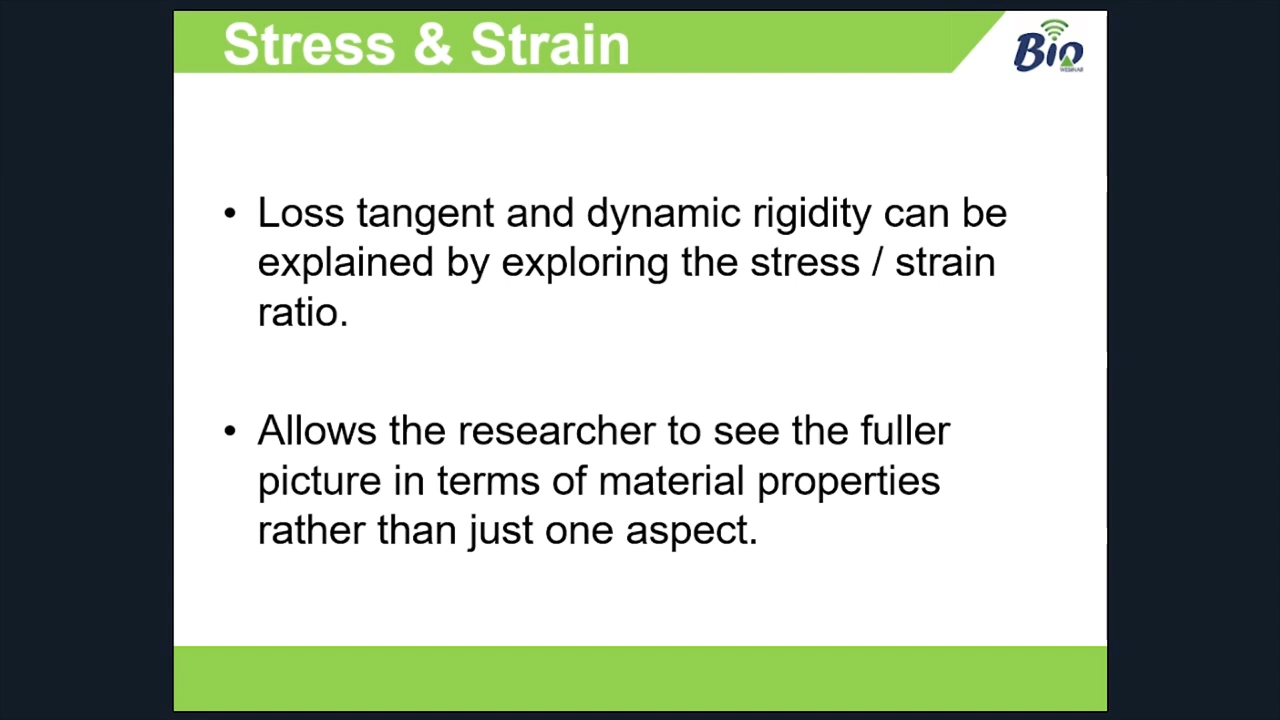 Stress & Strain
Bio
WEBINAR
• Loss tangent and dynamic rigidity can be
explained by exploring the stress / strain
ratio.
• Allows the researcher to see the fuller
picture in terms of material properties
rather than just one aspect.